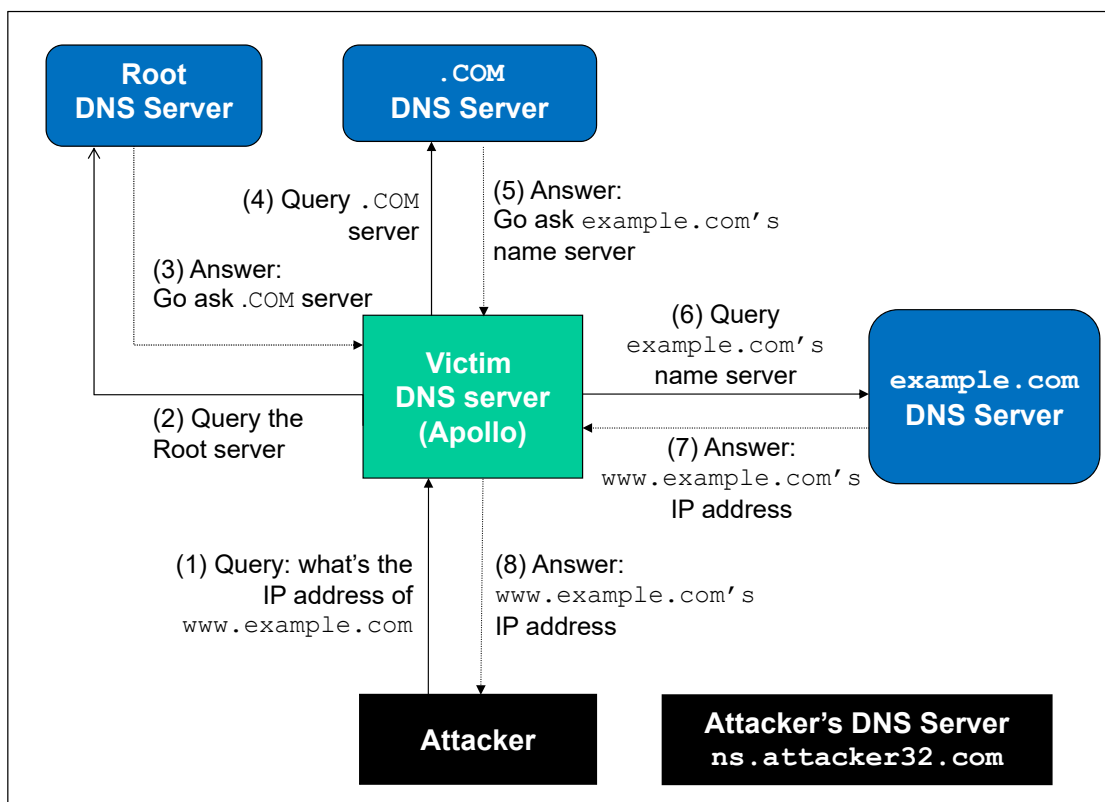 Root
DNS Server
.COM
DNS Server
(4) Query .COM
server
(5) Answer:
Go ask example.com's
name server
(3) Answer:
Go ask .COM server
(6) Query
example.com's
name server
Victim
DNS server
(Apollo)
example.com
DNS Server
(2) Query the
Root server
(7) Answer:
www.example.com's
IP address
(1) Query: what's the
IP address of
www.example.com
(8) Answer:
www.example.com's
IP address
Attacker
Attacker's DNS Server
ns.attacker32.com